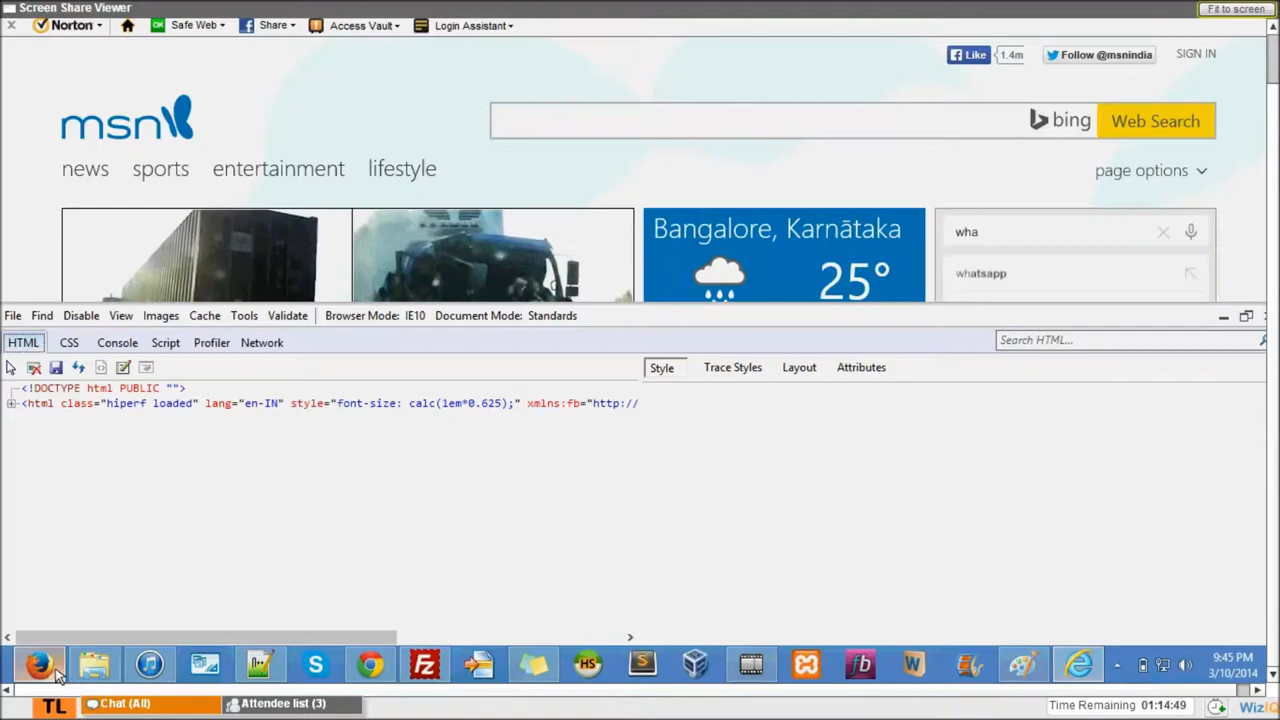 Screen Share Viewer
Fit to screen
Norton
OK Safe Web
Share
Access Vault
Login Assistant
Like
1.4m
Follow @msnindia
SIGN IN
msn
bing
Web Search
news sports entertainment lifestyle
page options
Bangalore, Karnātaka
25°
wha
whatsapp
File Find Disable View Images Cache Tools Validate Browser Mode: IE10 Document Mode: Standards
HTML CSS Console Script Profiler Network
Search HTML...
Style Trace Styles Layout Attributes
<!DOCTYPE html PUBLIC "">
<html class="hiperf loaded" lang="en-IN" style="font-size: calc(1em*0.625);" xmlns:fb="http://
Fz
HS
S
fb
W
9:45 PM
3/10/2014
TL
Chat (All)
Attendee list (3)
Time Remaining 01:14:49
WizIQ